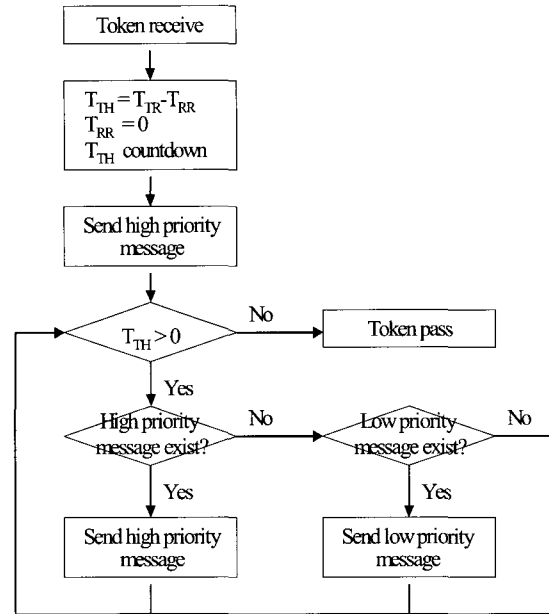 Token receive
T_TH = T_TR-T_RR
T_RR = 0
T_TH countdown
Send high priority
message
T_TH > 0
No
Token pass
Yes
High priority
message exist?
No
Low priority
message exist?
No
Yes
Yes
Send high priority
message
Send low priority
message